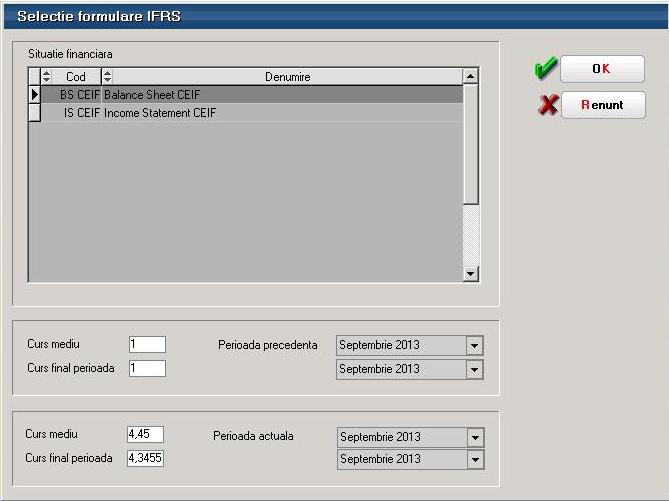 Selectie formulare IFRS
Situatie financiara
Cod Denumire
BS CEIF Balance Sheet CEIF
IS CEIF Income Statement CEIF
OK
Renunt
Curs mediu 1 Perioada precedenta Septembrie 2013
Curs final perioada 1 Septembrie 2013
Curs mediu 4,45 Perioada actuala Septembrie 2013
Curs final perioada 4,3455 Septembrie 2013